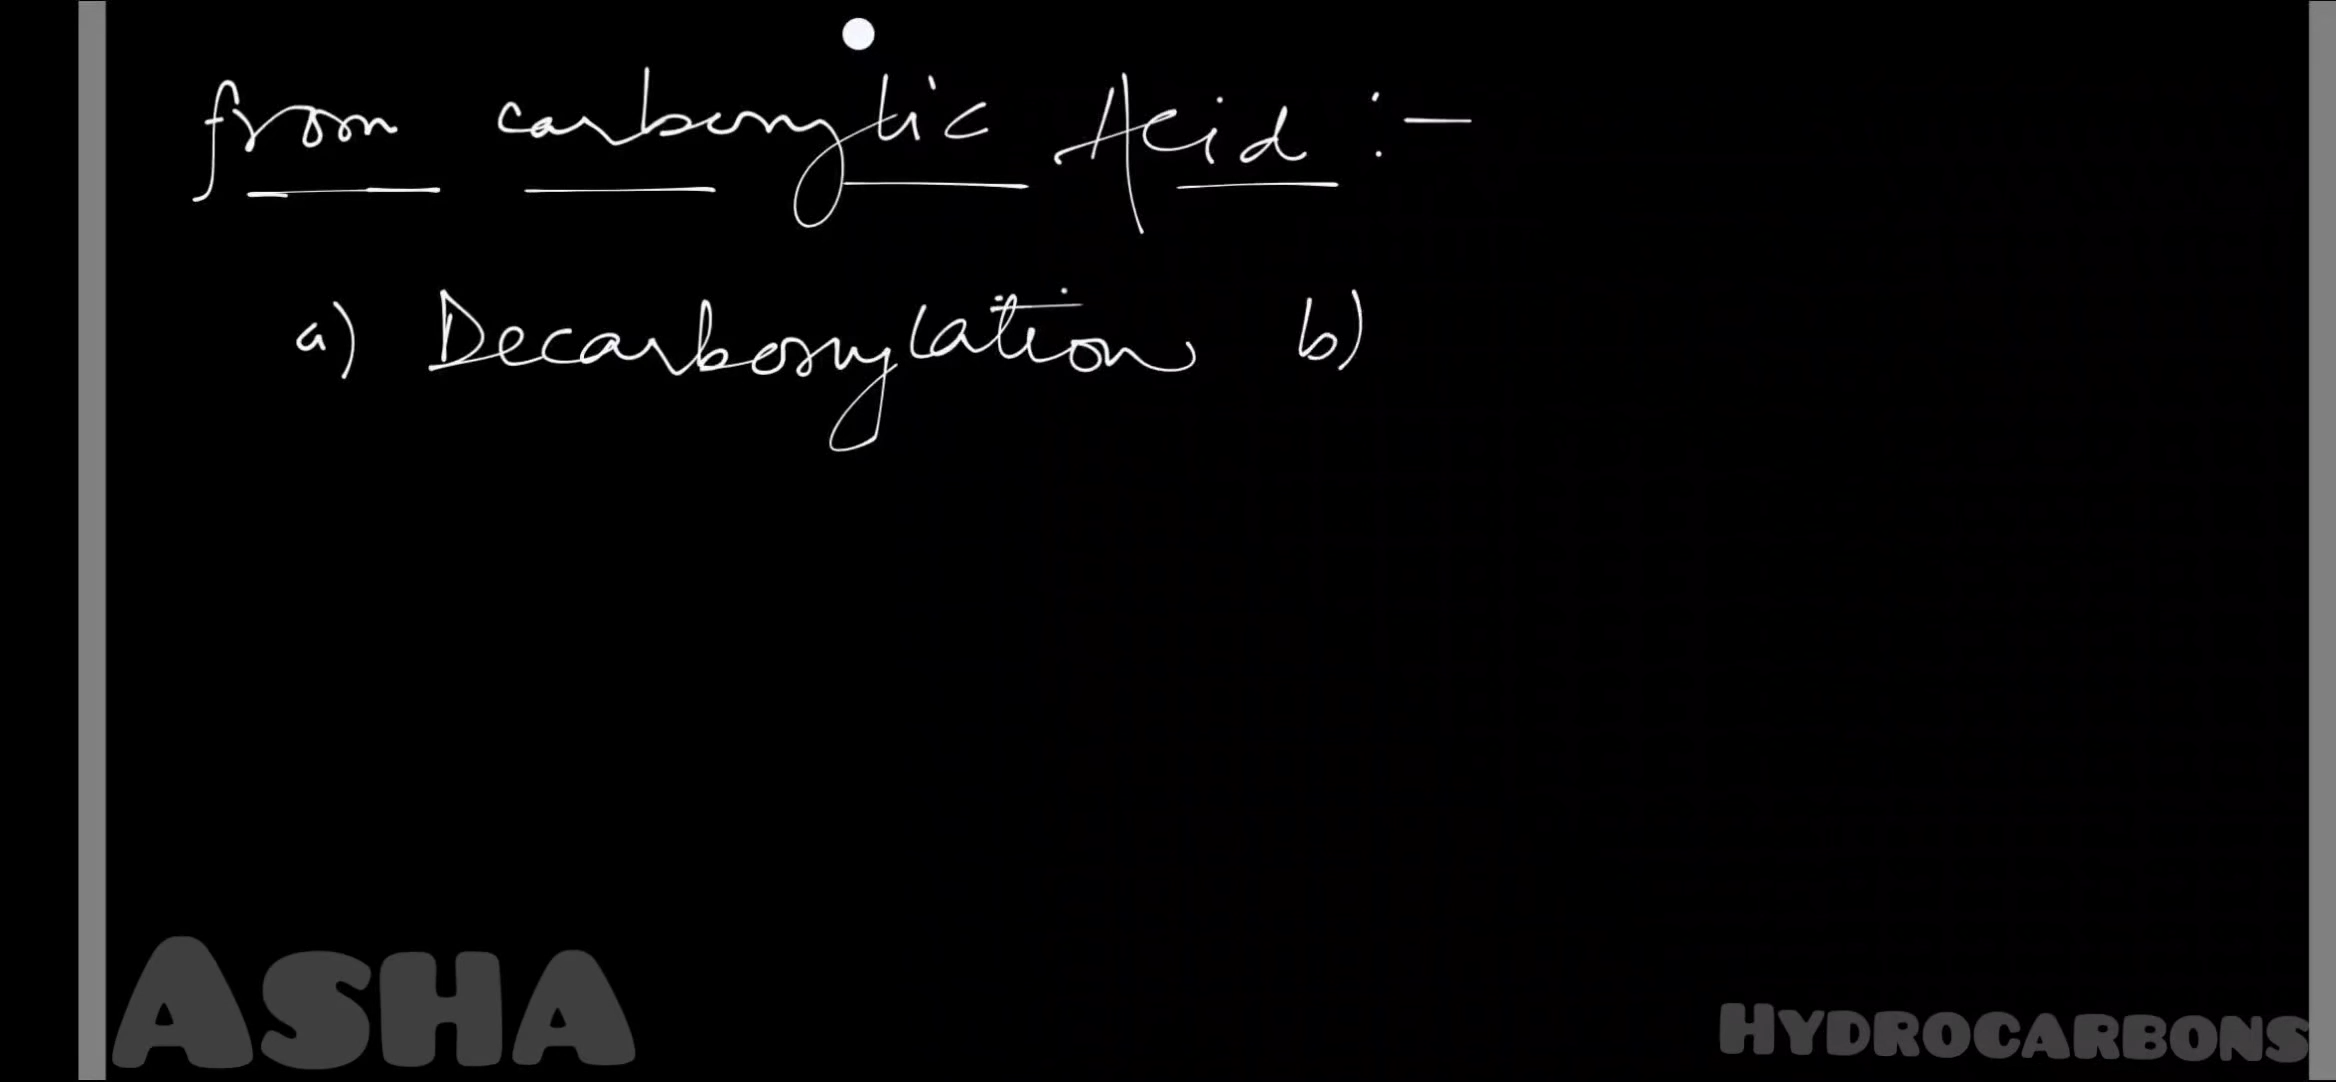 from carboxylic Acid :-
a) Decarboxylation b)
ASHA
HYDROCARBONS